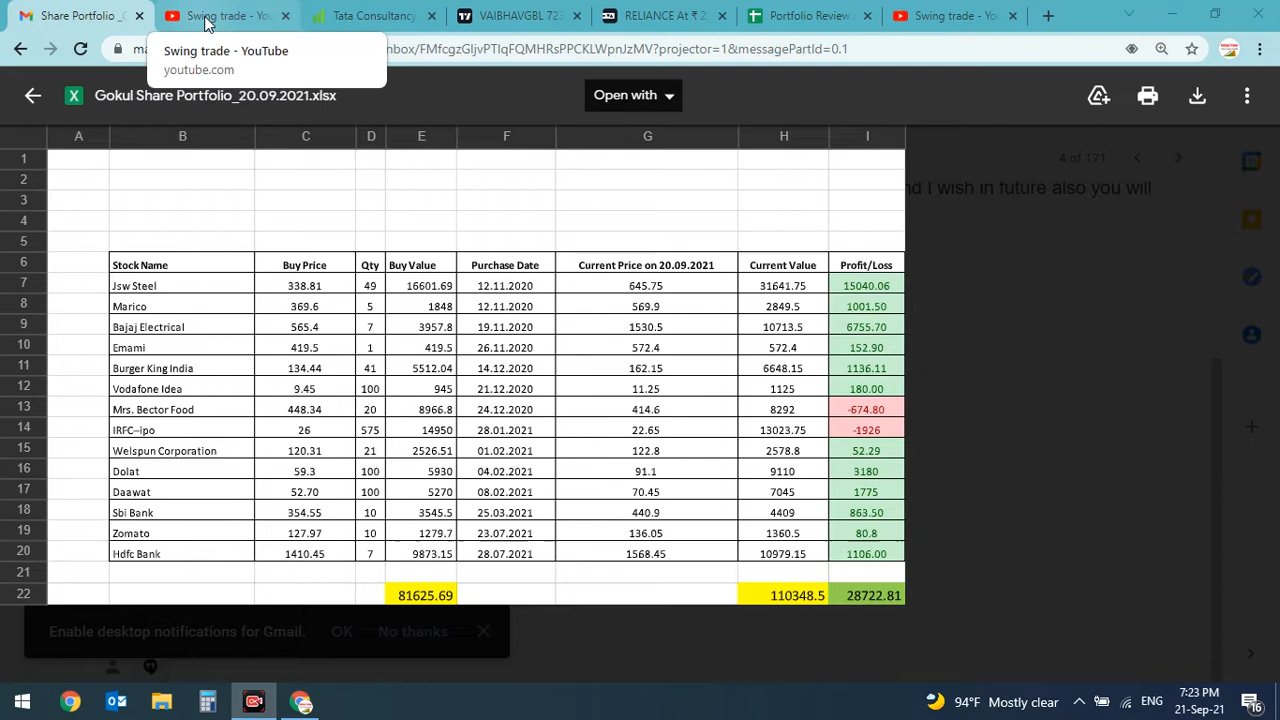 Share Portfolio_
Swing trade - You
Tata Consultancy
VAIBHAVGBL 72
RELIANCE At ₹ 2,
Portfolio Review
Swing trade - You
inbox/FMfcgzGljvPTIqFQMHRsPPCKLWpnJzMV?projector=1&messagePartId=0.1
Swing trade - YouTube
youtube.com
Gokul Share Portfolio_20.09.2021.xlsx
Open with
4 of 171
nd I wish in future also you will
A B C D E F G H I
1
2
3
4
5
6 Stock Name Buy Price Qty Buy Value Purchase Date Current Price on 20.09.2021 Current Value Profit/Loss
7 Jsw Steel 338.81 49 16601.69 12.11.2020 645.75 31641.75 15040.06
8 Marico 369.6 5 1848 12.11.2020 569.9 2849.5 1001.50
9 Bajaj Electrical 565.4 7 3957.8 19.11.2020 1530.5 10713.5 6755.70
10 Emami 419.5 1 419.5 26.11.2020 572.4 572.4 152.90
11 Burger King India 134.44 41 5512.04 14.12.2020 162.15 6648.15 1136.11
12 Vodafone Idea 9.45 100 945 21.12.2020 11.25 1125 180.00
13 Mrs. Bector Food 448.34 20 8966.8 24.12.2020 414.6 8292 -674.80
14 IRFC--ipo 26 575 14950 28.01.2021 22.65 13023.75 -1926
15 Welspun Corporation 120.31 21 2526.51 01.02.2021 122.8 2578.8 52.29
16 Dolat 59.3 100 5930 04.02.2021 91.1 9110 3180
17 Daawat 52.70 100 5270 08.02.2021 70.45 7045 1775
18 Sbi Bank 354.55 10 3545.5 25.03.2021 440.9 4409 863.50
19 Zomato 127.97 10 1279.7 23.07.2021 136.05 1360.5 80.8
20 Hdfc Bank 1410.45 7 9873.15 28.07.2021 1568.45 10979.15 1106.00
21
22 81625.69 110348.5 28722.81
Enable desktop notifications for Gmail. OK No thanks
94°F Mostly clear
ENG
7:23 PM
21-Sep-21
16